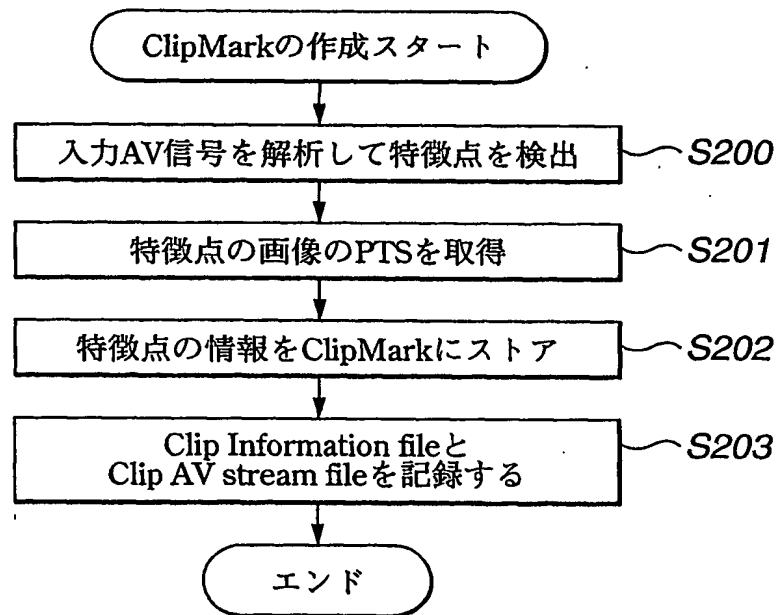 ClipMarkの作成スタート
入力AV信号を解析して特徴点を検出
S200
特徴点の画像のPTSを取得
S201
特徴点の情報をClipMarkにストア
S202
Clip Information fileと
Clip AV stream fileを記録する
S203
エンド